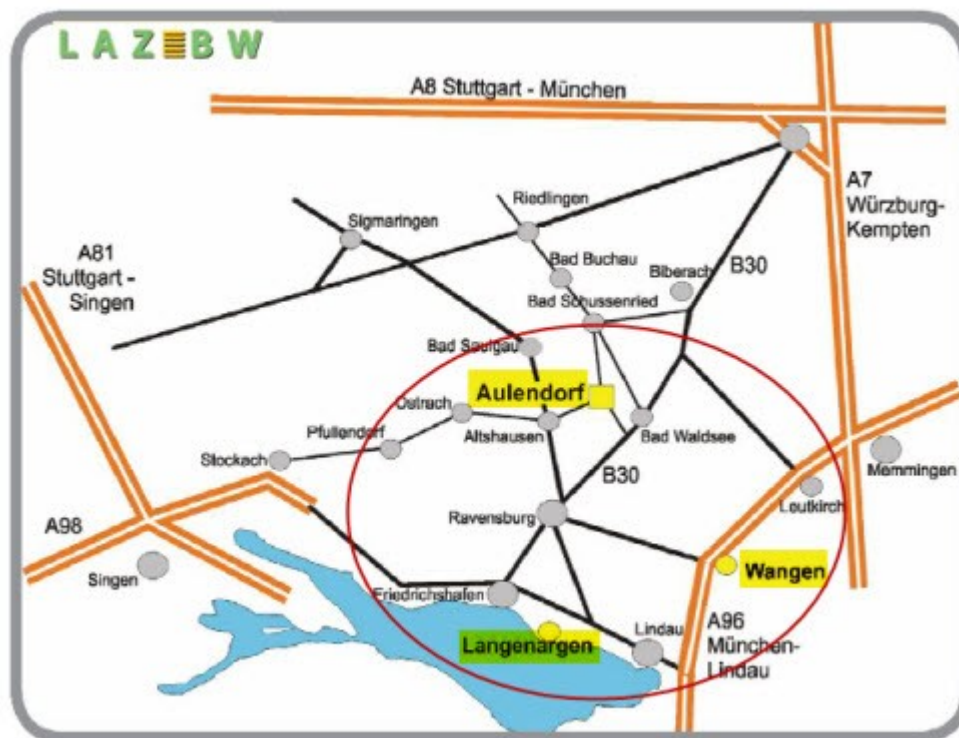 LAZBW
A8 Stuttgart - München
A7
Würzburg-
Kempten
Riedlingen
Sigmaringen
A81
Stuttgart -
Singen
Bad Buchau
Biberach
B30
Bad Schussenried
Bad Saulgau
Aulendorf
Ostrach
Pfullendorf
Altshausen
Bad Waldsee
Stockach
B30
Memmingen
Leutkirch
A98
Ravensburg
Singen
Wangen
Friedrichshafen
Langenargen
Lindau
A96
München-
Lindau